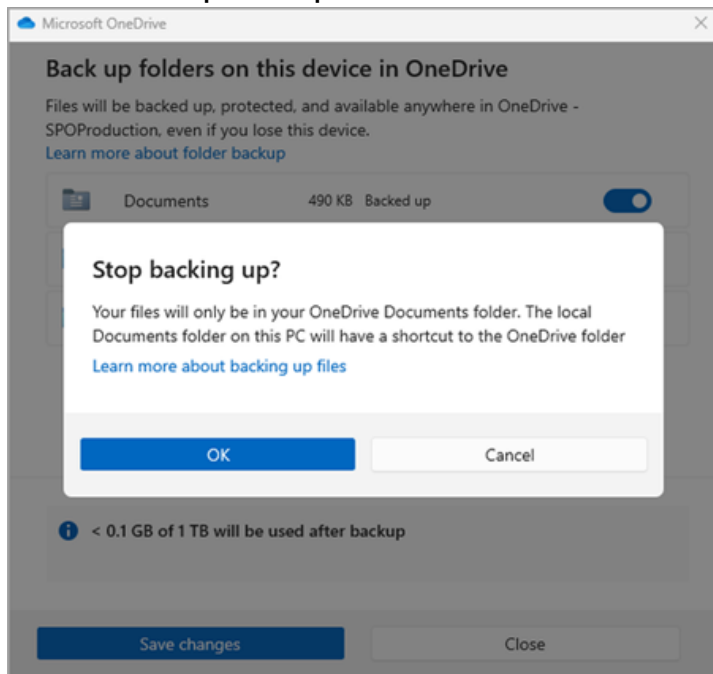 Microsoft OneDrive
Back up folders on this device in OneDrive
Files will be backed up, protected, and available anywhere in OneDrive -
SPOProduction, even if you lose this device.
Learn more about folder backup
Documents 490 KB Backed up
Stop backing up?
Your files will only be in your OneDrive Documents folder. The local
Documents folder on this PC will have a shortcut to the OneDrive folder
Learn more about backing up files
OK Cancel
< 0.1 GB of 1 TB will be used after backup
Save changes Close